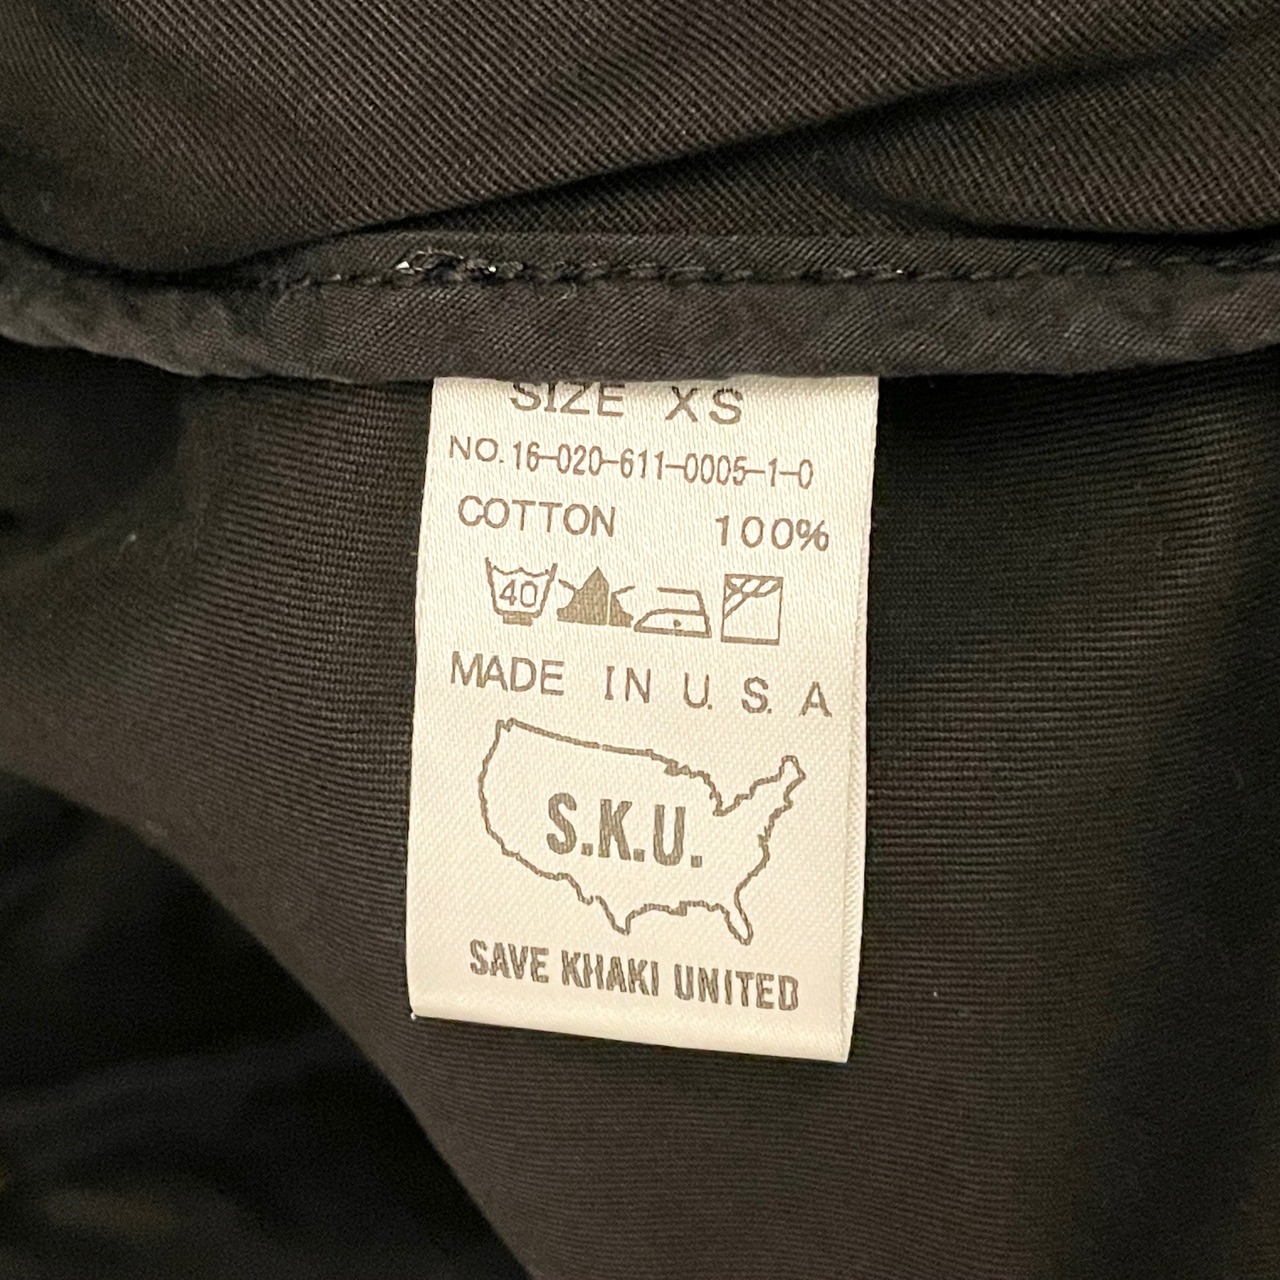 SIZE XS
NO. 16-020-611-0005-1-0
COTTON 100%
40
MADE IN U. S. A
S.K.U.
SAVE KHAKI UNITED